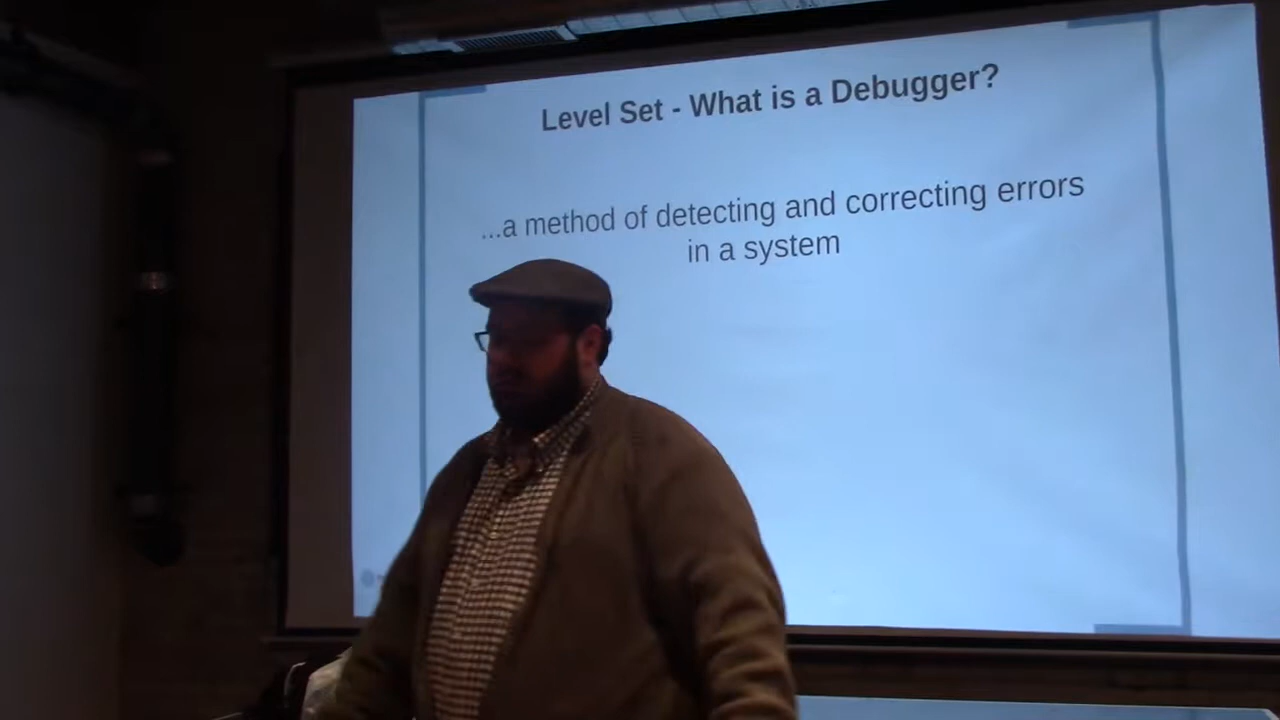 Level Set - What is a Debugger?
...a method of detecting and correcting errors
in a system